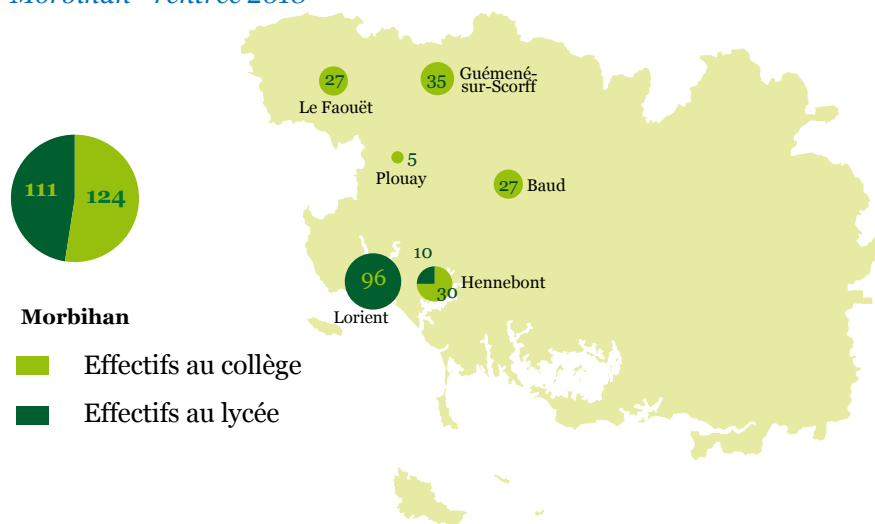 27
Le Faouët
35
Guémené-
sur-Scorff
5
Plouay
27
Baud
111
124
10
96
30
Hennebont
Lorient
Morbihan
Effectifs au collège
Effectifs au lycée